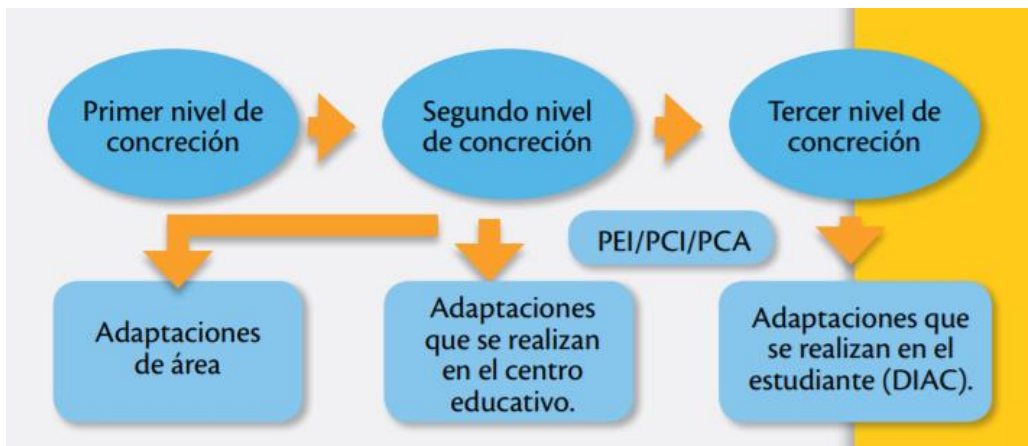 Primer nivel de
concreción
Segundo nivel
de concreción
Tercer nivel de
concreción
PEI/PCI/PCA
Adaptaciones
de área
Adaptaciones
que se realizan
en el centro
educativo.
Adaptaciones que
se realizan en el
estudiante (DIAC).